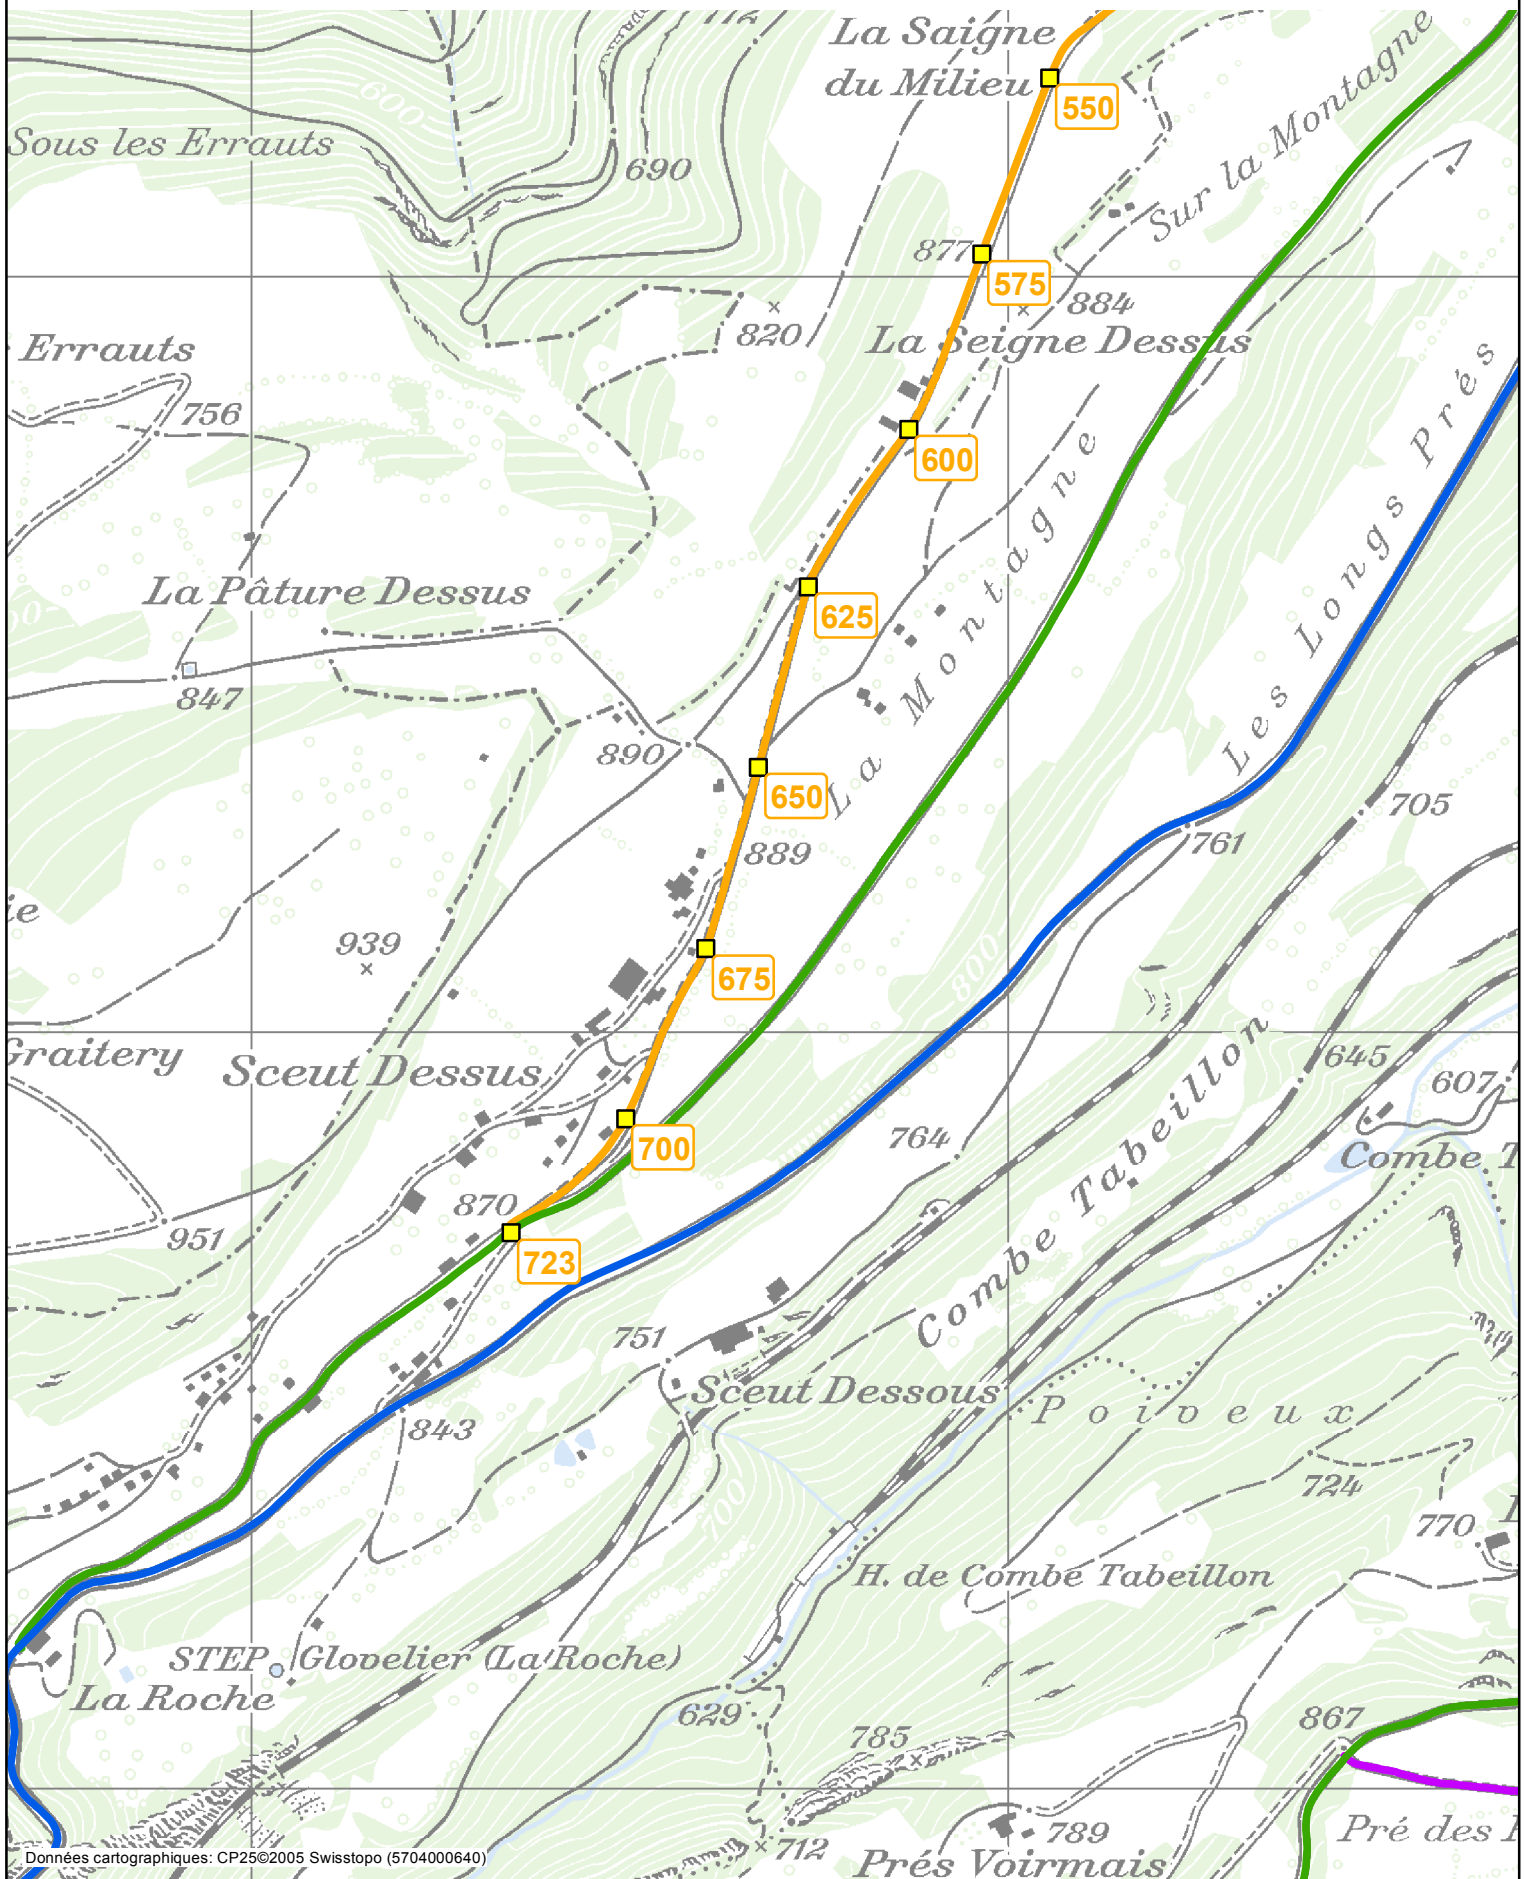 112
La Saigne
du Milieu
550
600
Sous les Errauts
690
Sur la Montagne
877
575
884
820
La Seigne Dessus
Errauts
756
600
Les Longs Prés
La Montagne
La Pâture Dessus
625
847
890
650
705
889
761
939
675
800
Graitery
Sceut Dessus
645
607
764
700
Combe T
Combe Tabeillon
870
951
723
751
Sceut Dessous
Poiveux
843
700
724
770
H. de Combe Tabeillon
STEP Glovelier (La Roche)
La Roche
629
785
867
712
789
Pré des
Prés Voirmais
Données cartographiques: CP25©2005 Swisstopo (5704000640)